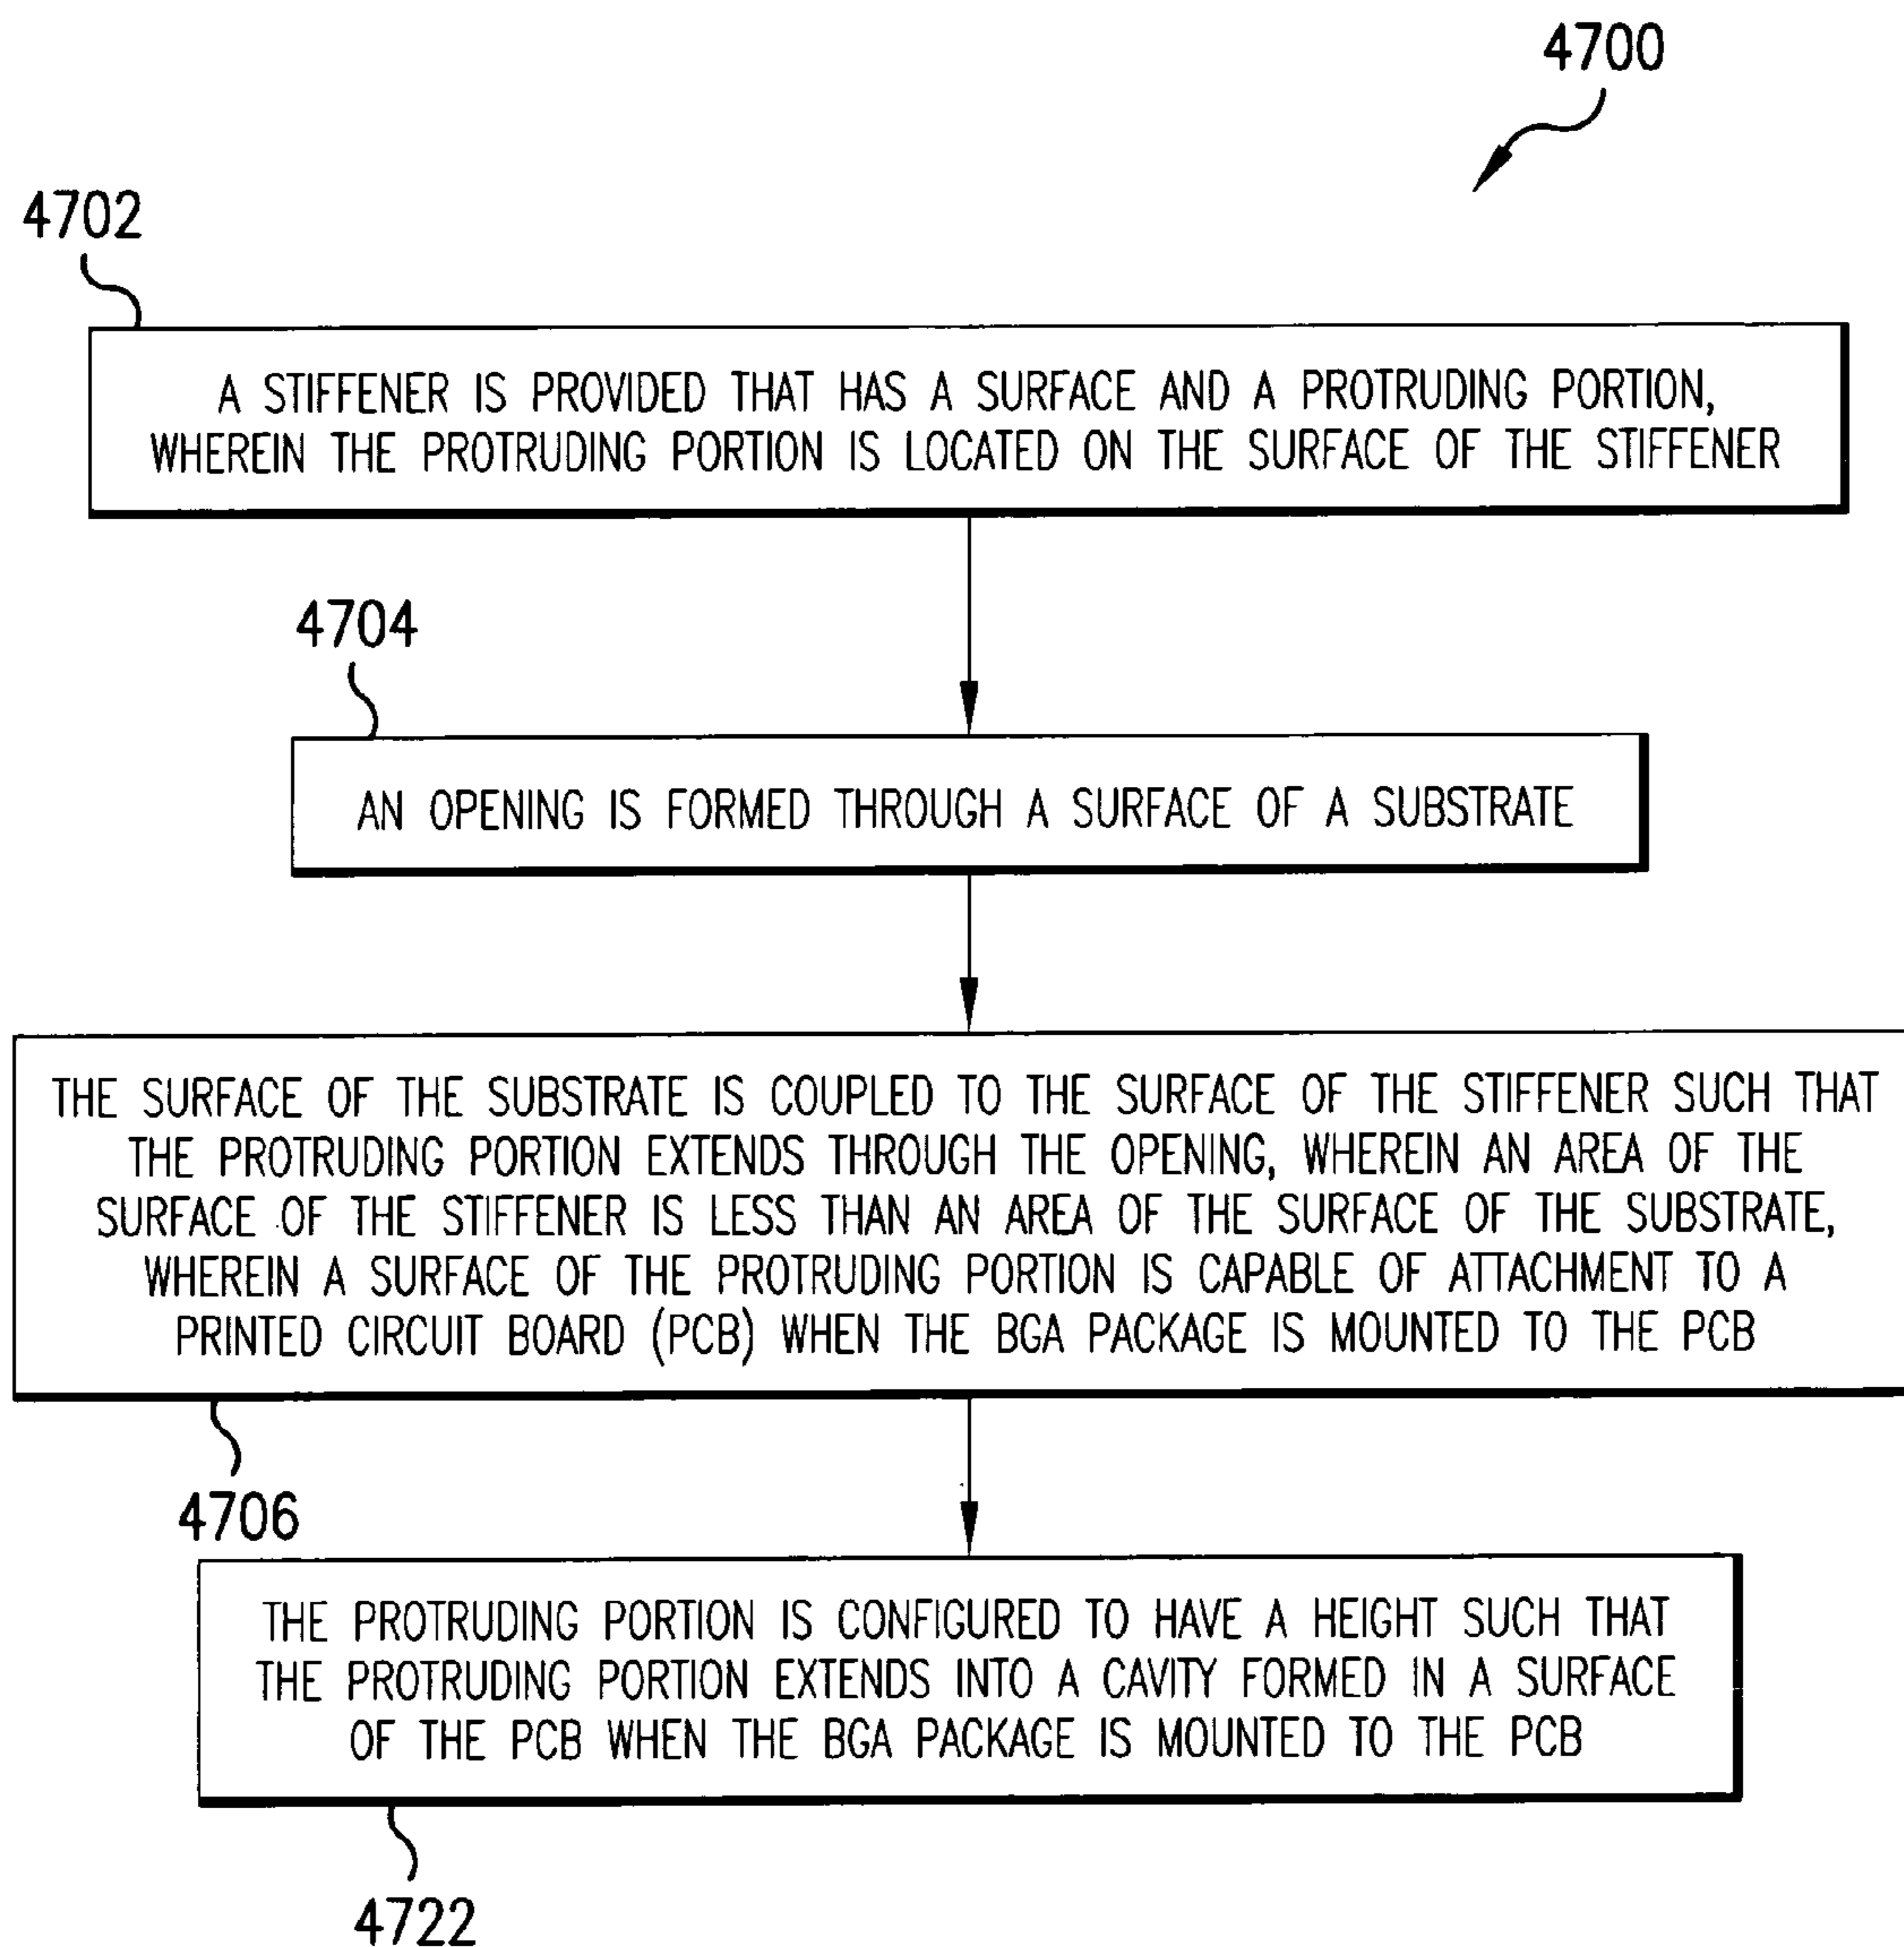 4700
4702
A STIFFENER IS PROVIDED THAT HAS A SURFACE AND A PROTRUDING PORTION,
WHEREIN THE PROTRUDING PORTION IS LOCATED ON THE SURFACE OF THE STIFFENER
4704
AN OPENING IS FORMED THROUGH A SURFACE OF A SUBSTRATE
THE SURFACE OF THE SUBSTRATE IS COUPLED TO THE SURFACE OF THE STIFFENER SUCH THAT
THE PROTRUDING PORTION EXTENDS THROUGH THE OPENING, WHEREIN AN AREA OF THE
SURFACE OF THE STIFFENER IS LESS THAN AN AREA OF THE SURFACE OF THE SUBSTRATE,
WHEREIN A SURFACE OF THE PROTRUDING PORTION IS CAPABLE OF ATTACHMENT TO A
PRINTED CIRCUIT BOARD (PCB) WHEN THE BGA PACKAGE IS MOUNTED TO THE PCB
4706
THE PROTRUDING PORTION IS CONFIGURED TO HAVE A HEIGHT SUCH THAT
THE PROTRUDING PORTION EXTENDS INTO A CAVITY FORMED IN A SURFACE
OF THE PCB WHEN THE BGA PACKAGE IS MOUNTED TO THE PCB
4722